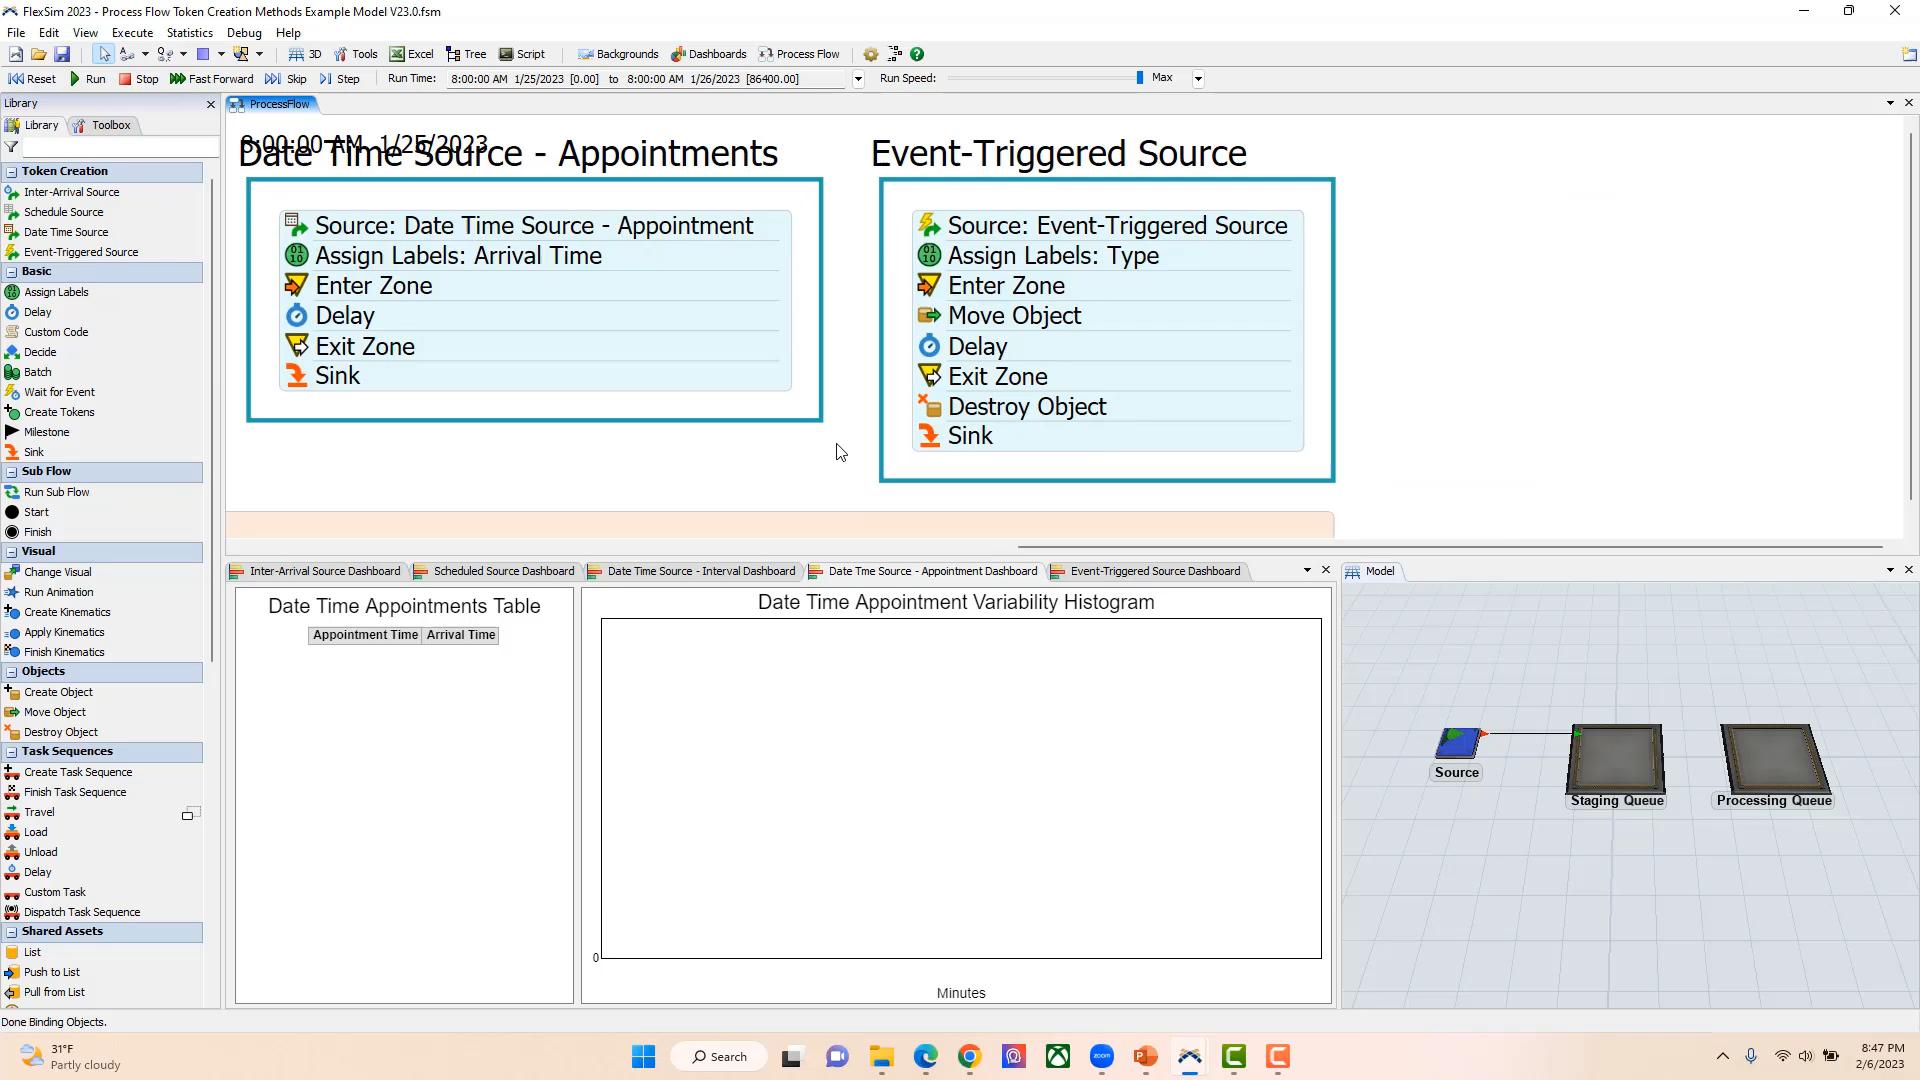 FlexSim 2023 - Process Flow Token Creation Methods Example Model V23.0.fsm
File Edit View Execute Statistics Debug Help
3D Tools Excel Tree Script Backgrounds Dashboards Process Flow
Reset Run Stop Fast Forward Skip Step Run Time: 8:00:00 AM 1/25/2023 [0.00] to 8:00:00 AM 1/26/2023 [86400.00] Run Speed: Max
Library
Library Toolbox
Token Creation
Inter-Arrival Source
Schedule Source
Date Time Source
Event-Triggered Source
Basic
Assign Labels
Delay
Custom Code
Decide
Batch
Wait for Event
Create Tokens
Milestone
Sink
Sub Flow
Run Sub Flow
Start
Finish
Visual
Change Visual
Run Animation
Create Kinematics
Apply Kinematics
Finish Kinematics
Objects
Create Object
Move Object
Destroy Object
Task Sequences
Create Task Sequence
Finish Task Sequence
Travel
Load
Unload
Delay
Custom Task
Dispatch Task Sequence
Shared Assets
List
Push to List
Pull from List
Done Binding Objects.
ProcessFlow
8:00:00 AM 1/25/2023
Date Time Source - Appointments
Source: Date Time Source - Appointment
Assign Labels: Arrival Time
Enter Zone
Delay
Exit Zone
Sink
Event-Triggered Source
Source: Event-Triggered Source
Assign Labels: Type
Enter Zone
Move Object
Delay
Exit Zone
Destroy Object
Sink
Inter-Arrival Source Dashboard Scheduled Source Dashboard Date Time Source - Interval Dashboard Date Tme Source - Appointment Dashboard Event-Triggered Source Dashboard
Date Time Appointments Table
Appointment Time Arrival Time
Date Time Appointment Variability Histogram
0
Minutes
Model
Source
Staging Queue
Processing Queue
31°F
Partly cloudy
Search
zoom
8:47 PM
2/6/2023